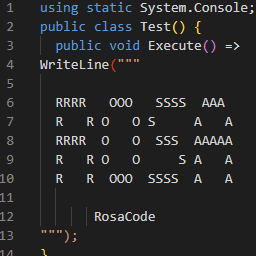 1 using static System.Console;
2 public class Test() {
3   public void Execute() =>
4 WriteLine("""
5
6   RRRR   OOO   SSSS  AAA
7   R   R O   O S     A   A
8   RRRR  O   O  SSS  AAAAA
9   R   R O   O     S A   A
10   R   R  OOO  SSSS  A   A
11
12         RosaCode
13 """);
14 }